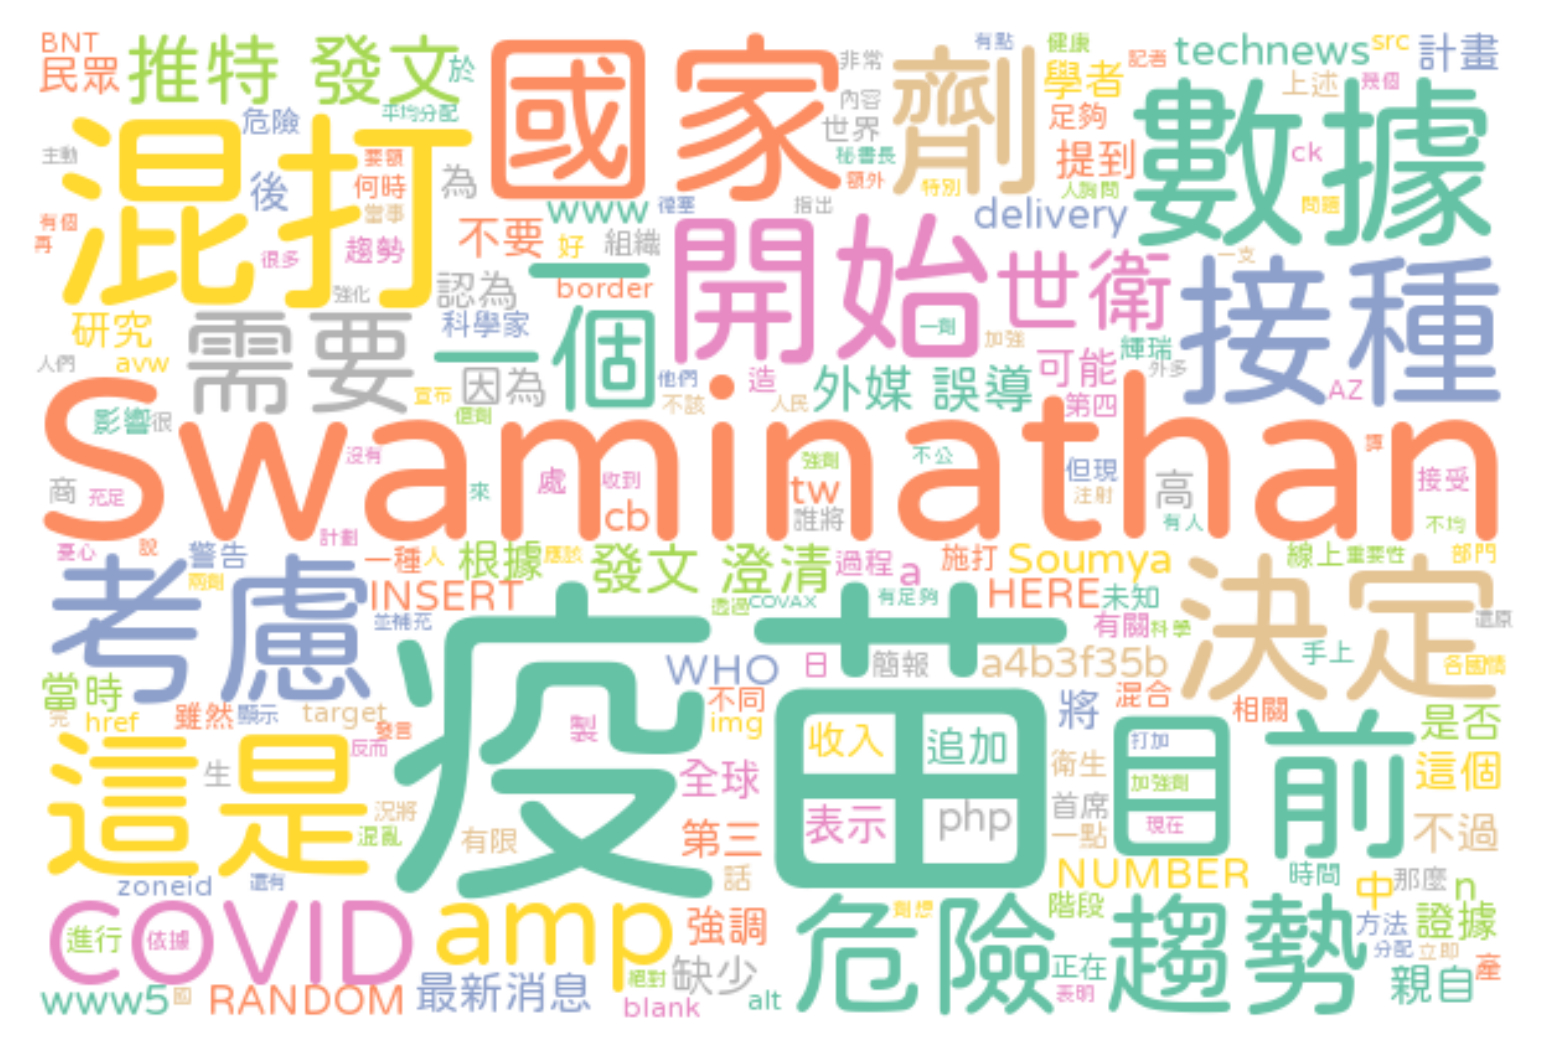 BNT
民眾
推特 發文
於
國家
非常
劑
有點
健康
記者
學者
technews
src
計畫
上述
幾個
危險
平均分配
內容
世界
足夠
數據
主動
混打
要額
何時
當事
為
後
秘書長
額外
特別
提到
人詢問
ck
問題
有個
再
很多
趨勢
不要
www
復塞
好
組織
指出
delivery
強化
認為
科學家
一個
border
開始
世衛
一支
接種
研究
人們
avw
需要
因為
宣布
還劑
他們
不該
造
人民
一劑
加強
外媒 誤導
可能
第四
輝瑞
外多
AZ
影響
很
Swaminathan
商
充足
沒有
來
處
收到
cb
強劑
tw
誰將
不公
但現
注射
高
有人
譚
接受
不均
憂心
說
計劃
警告
兩劑
一種
人
根據
應該
發文 澄清
過程
a
施打
Soumya
線上
重要性
部門
考慮
INSERT
並補充
疫苗
透過
COVAX
有足夠
HERE
未知
有關
科學
決定
還原
WHO
日
簡報
a4b3f35b
手上
各國情
當時
完
href
雖然
顯示
target
發言
反而
製
不同
img
將
混合
相關
是否
這是
生
況將
混亂
有限
收入
追加
表示
php
全球
第三
話
衛生
首席
一點
目前
打加
加強劑
現在
這個
不過
zoneid
還有
NUMBER
時間
中
那麼
n
COVID
進行
依據
amp
強調
危險趨勢
劑想
階段
方法
證據
分配
立即
www5
國
RANDOM
最新消息
絕對
缺少
blank
alt
正在
表明
親自
產